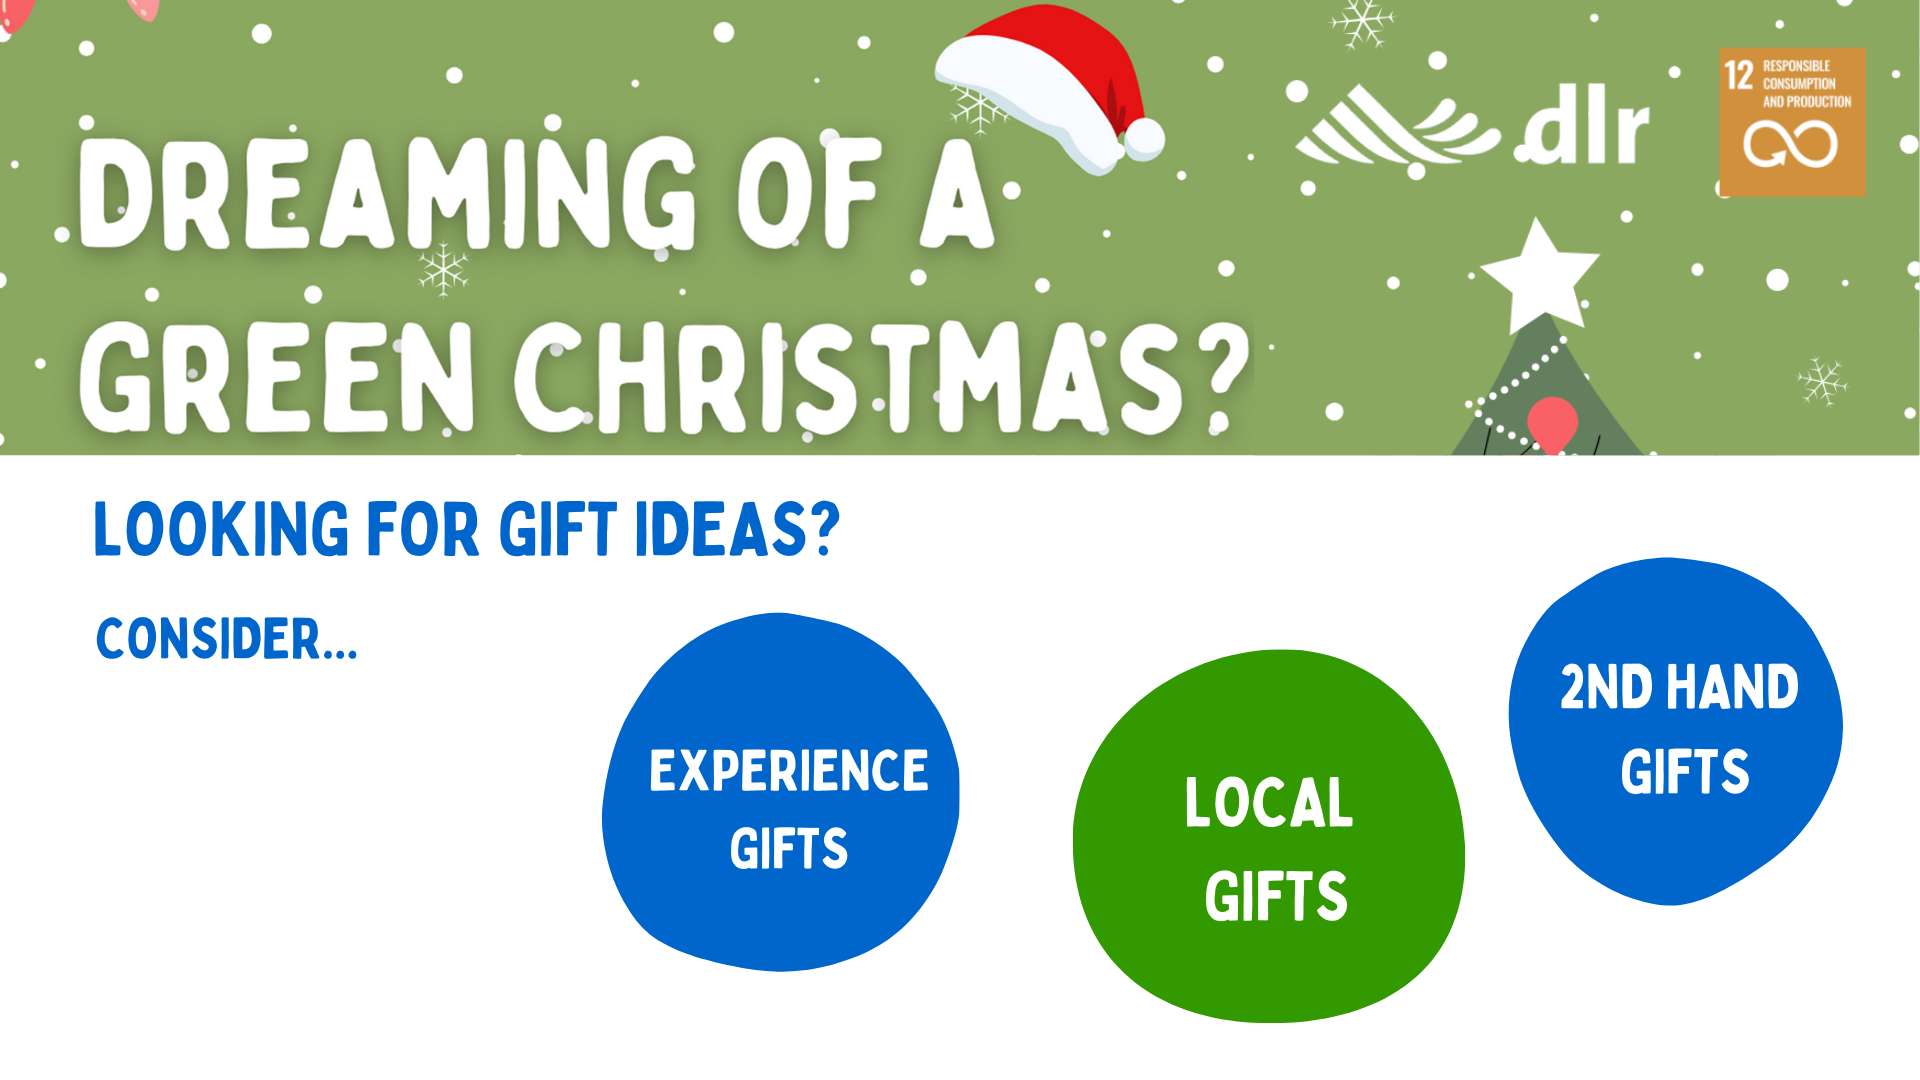 DREAMING OF A
GREEN CHRISTMAS?
dlr
12 RESPONSIBLE
CONSUMPTION
AND PRODUCTION
LOOKING FOR GIFT IDEAS?
CONSIDER...
EXPERIENCE
GIFTS
LOCAL
GIFTS
2ND HAND
GIFTS